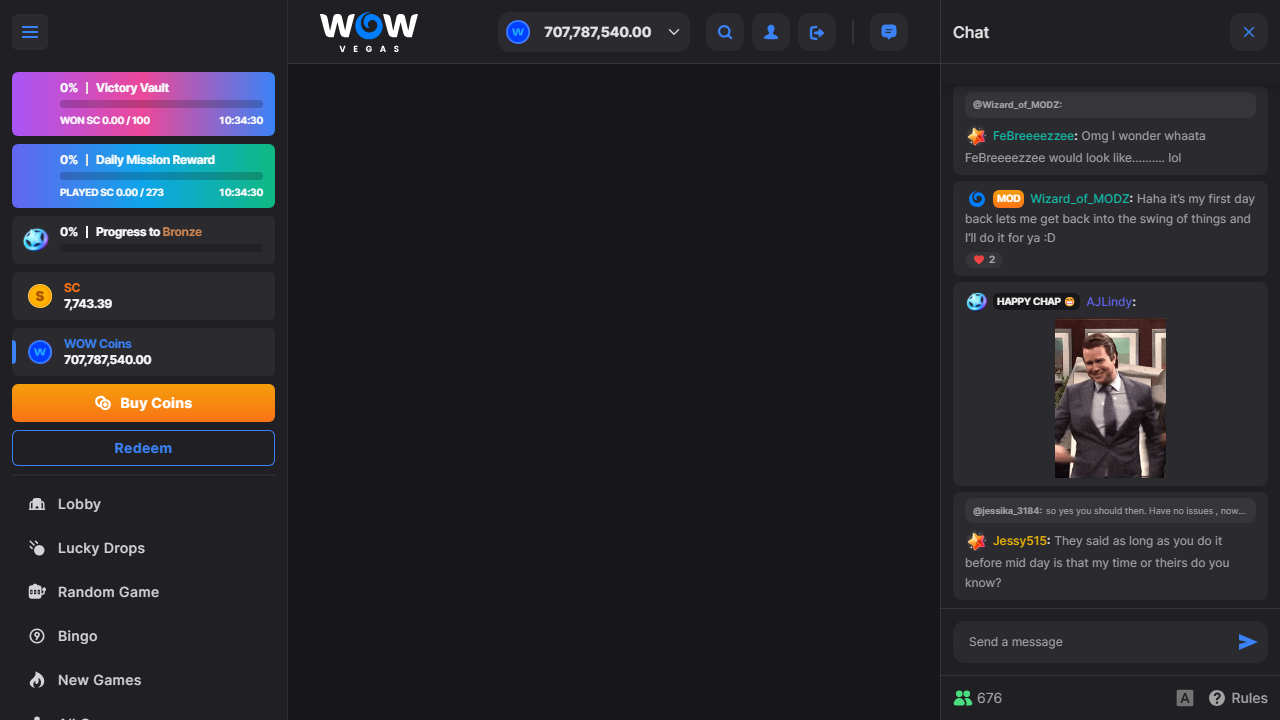 WOW
VEGAS
707,787,540.00
Chat
0% | Victory Vault
WON SC 0.00 / 100 10:34:30
0% | Daily Mission Reward
PLAYED SC 0.00 / 273 10:34:30
0% | Progress to Bronze
S
SC
7,743.39
W
WOW Coins
707,787,540.00
Buy Coins
Redeem
Lobby
Lucky Drops
Random Game
Bingo
New Games
@Wizard_of_MODZ:
FeBreeeezzee: Omg I wonder whaata
FeBreeeezzee would look like.......... lol
MOD Wizard_of_MODZ: Haha it's my first day
back lets me get back into the swing of things and
I'll do it for ya :D
2
HAPPY CHAP 😁 AJLindy:
@jessika_3184: so yes you should then. Have no issues , now...
Jessy515: They said as long as you do it
before mid day is that my time or theirs do you
know?
Send a message
676
A
Rules